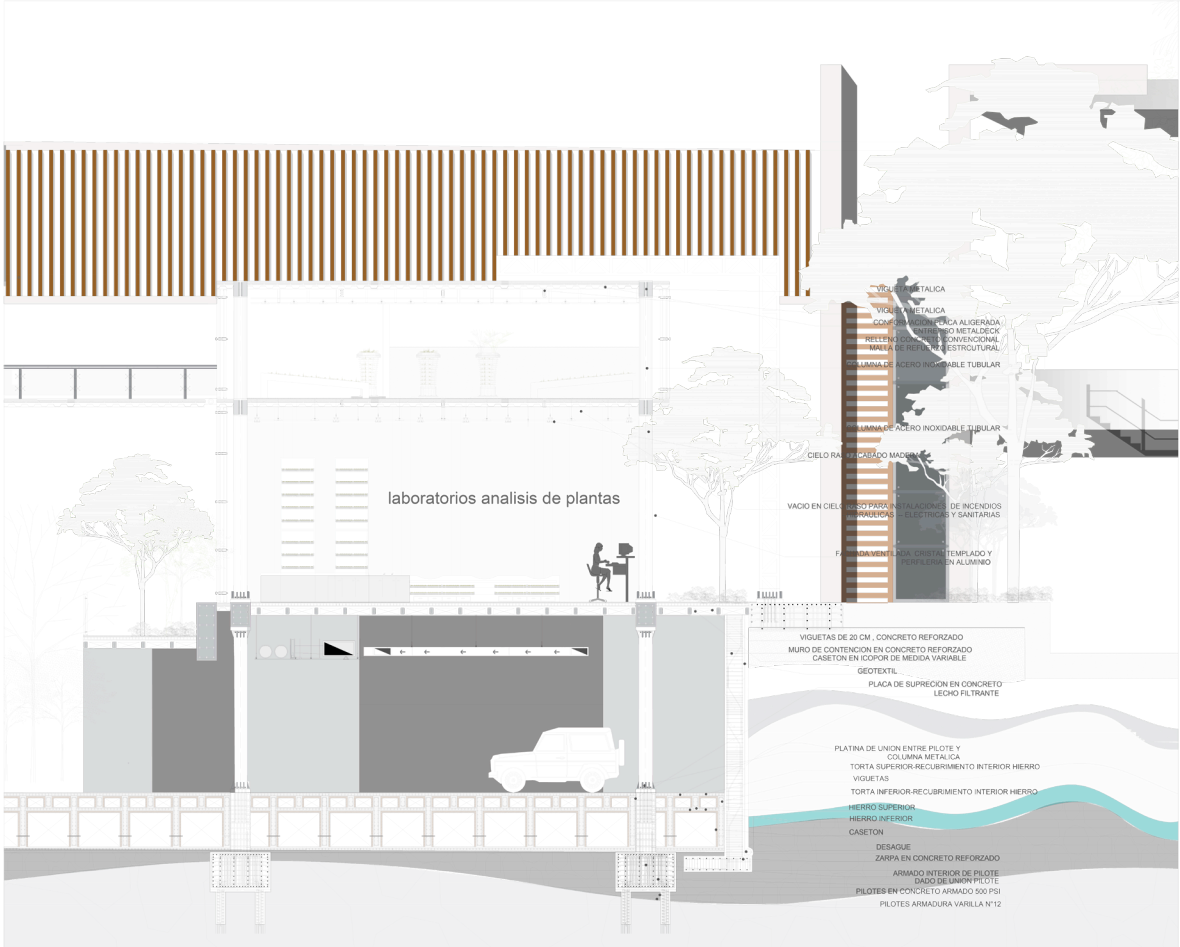 VIGUETA METALICA
VIGUETA METALICA
CONFORMACION PLACA ALIGERADA
ENTREPISO METALDECK
RELLENO CONCRETO CONVENCIONAL
MALLA DE REFUERZO ESTRCUTURAL
COLUMNA DE ACERO INOXIDABLE TUBULAR
COLUMNA DE ACERO INOXIDABLE TUBULAR
CIELO RASO ACABADO MADERA
laboratorios analisis de plantas
VACIO EN CIELO RASO PARA INSTALACIONES DE INCENDIOS
HIDRAULICAS - ELECTRICAS Y SANITARIAS
FACHADA VENTILADA CRISTAL TEMPLADO Y
PERFILERIA EN ALUMINIO
VIGUETAS DE 20 CM , CONCRETO REFORZADO
MURO DE CONTENCION EN CONCRETO REFORZADO
CASETON EN ICOPOR DE MEDIDA VARIABLE
GEOTEXTIL
PLACA DE SUPRECION EN CONCRETO
LECHO FILTRANTE
PLATINA DE UNION ENTRE PILOTE Y
COLUMNA METALICA
TORTA SUPERIOR-RECUBRIMIENTO INTERIOR HIERRO
VIGUETAS
TORTA INFERIOR-RECUBRIMIENTO INTERIOR HIERRO
HIERRO SUPERIOR
HIERRO INFERIOR
CASETON
DESAGUE
ZARPA EN CONCRETO REFORZADO
ARMADO INTERIOR DE PILOTE
DADO DE UNION PILOTE
PILOTES EN CONCRETO ARMADO 500 PSI
PILOTES ARMADURA VARILLA N°12